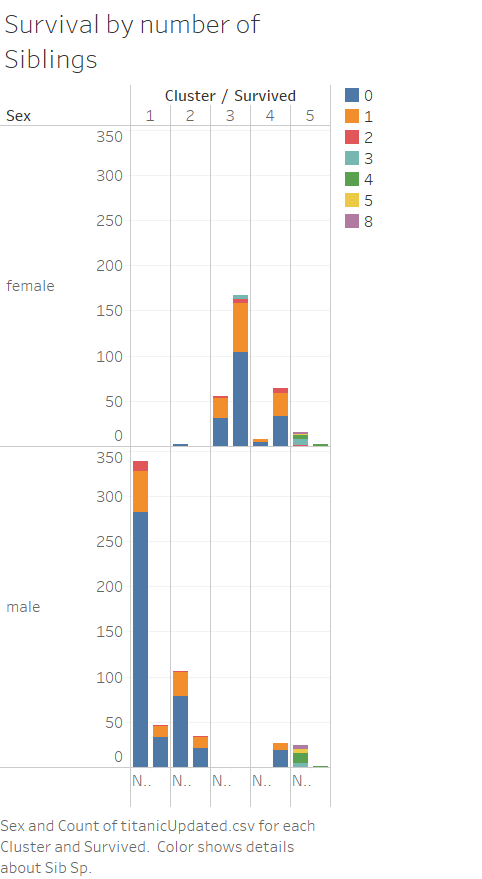 Survival by number of
Siblings
Cluster / Survived
Sex 1 2 3 4 5
0
1
2
3
4
5
8
female
350
300
250
200
150
100
50
0
male
350
300
250
200
150
100
50
0
N.. N.. N.. N.. N..
Sex and Count of titanicUpdated.csv for each
Cluster and Survived. Color shows details
about Sib Sp.